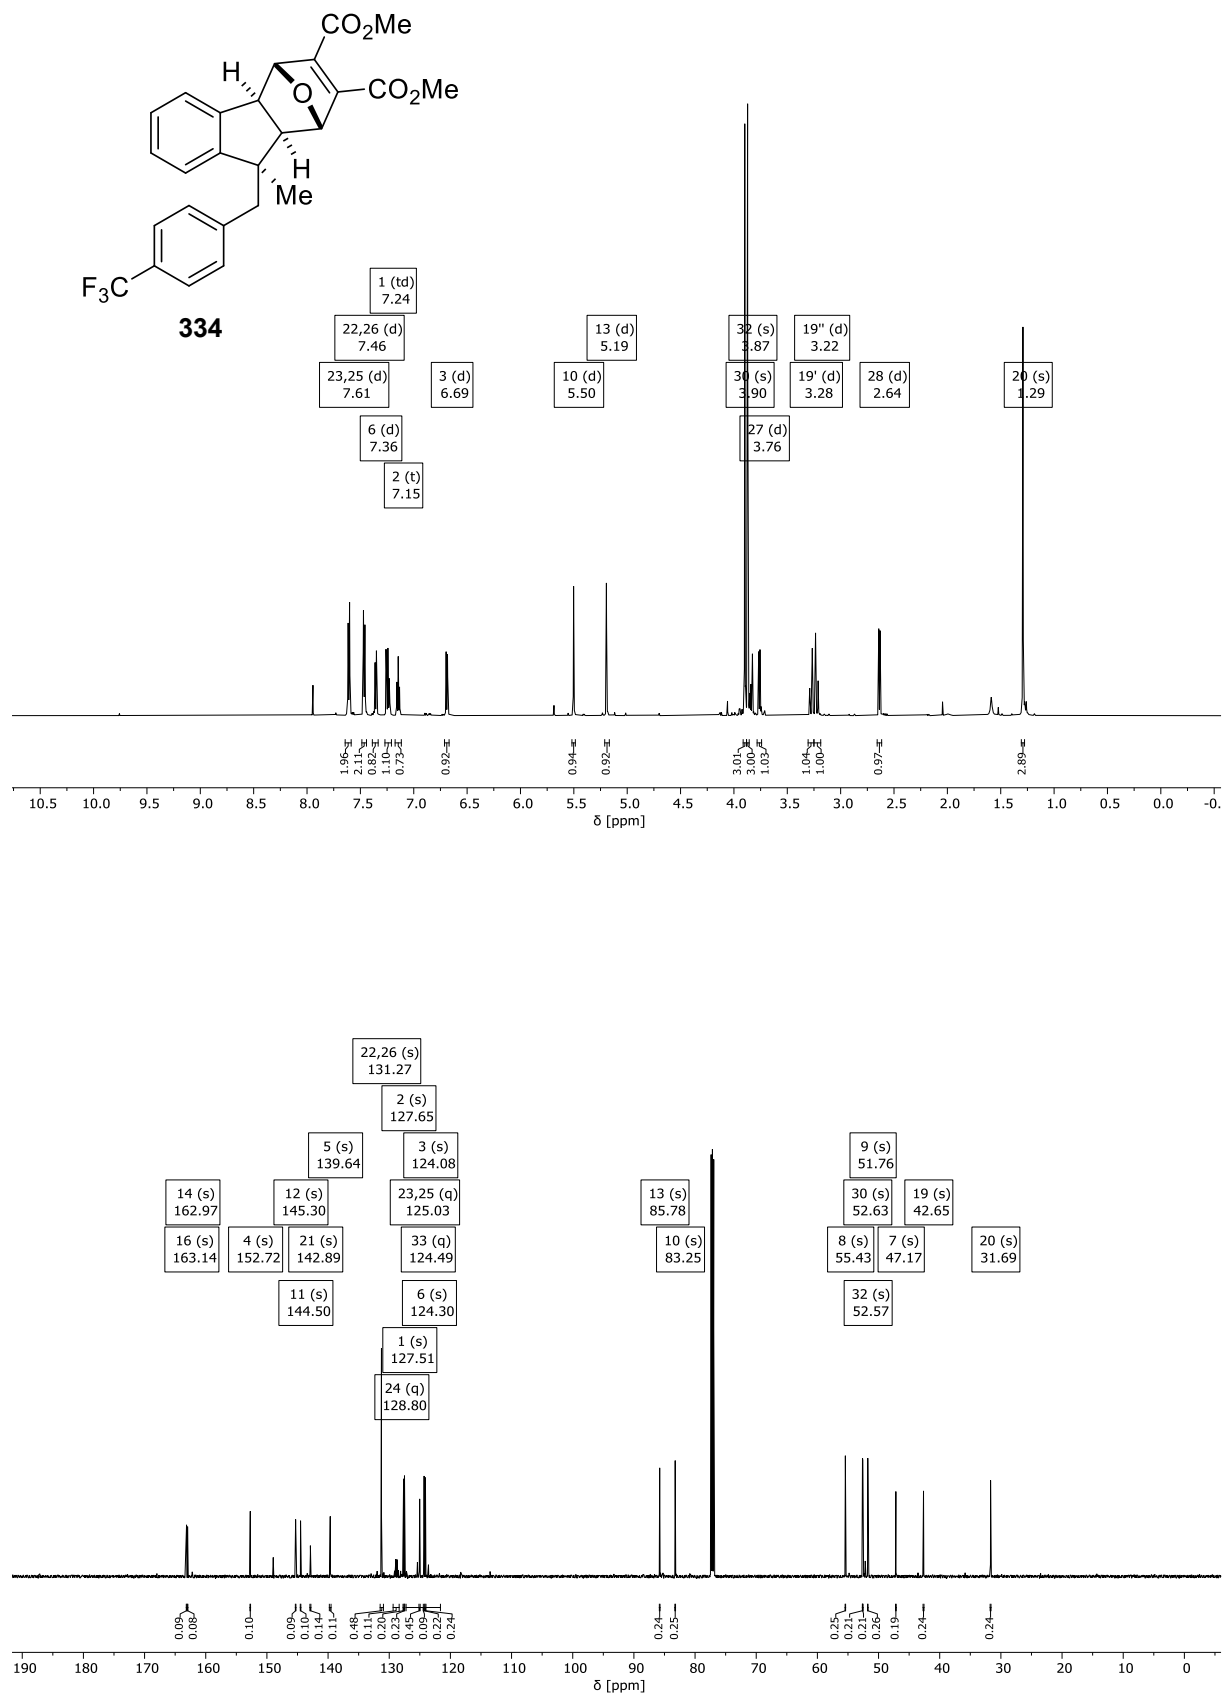 CO2Me
H
O
CO2Me
H
Me
F3C
334
1 (td)
7.24
22,26 (d)
7.46
13 (d)
5.19
32 (s)
3.87
19'' (d)
3.22
23,25 (d)
7.61
3 (d)
6.69
10 (d)
5.50
30 (s)
3.90
19' (d)
3.28
28 (d)
2.64
20 (s)
1.29
6 (d)
7.36
27 (d)
3.76
2 (t)
7.15
1.96
2.11
0.82
1.10
0.73
0.92
0.94
0.92
3.01
3.00
1.03
1.04
1.00
0.97
2.89
10.5 10.0 9.5 9.0 8.5 8.0 7.5 7.0 6.5 6.0 5.5 5.0 4.5 4.0 3.5 3.0 2.5 2.0 1.5 1.0 0.5 0.0 -0.
δ [ppm]
22,26 (s)
131.27
2 (s)
127.65
5 (s)
139.64
3 (s)
124.08
9 (s)
51.76
14 (s)
162.97
12 (s)
145.30
23,25 (q)
125.03
13 (s)
85.78
30 (s)
52.63
19 (s)
42.65
16 (s)
163.14
4 (s)
152.72
21 (s)
142.89
33 (q)
124.49
10 (s)
83.25
8 (s)
55.43
7 (s)
47.17
20 (s)
31.69
11 (s)
144.50
6 (s)
124.30
32 (s)
52.57
1 (s)
127.51
24 (q)
128.80
0.09
0.08
0.10
0.09
0.10
0.14
0.11
0.48
0.11
0.20
0.23
0.45
0.09
0.22
0.24
0.24
0.25
0.25
0.21
0.21
0.26
0.19
0.24
0.24
190 180 170 160 150 140 130 120 110 100 90 80 70 60 50 40 30 20 10 0
δ [ppm]